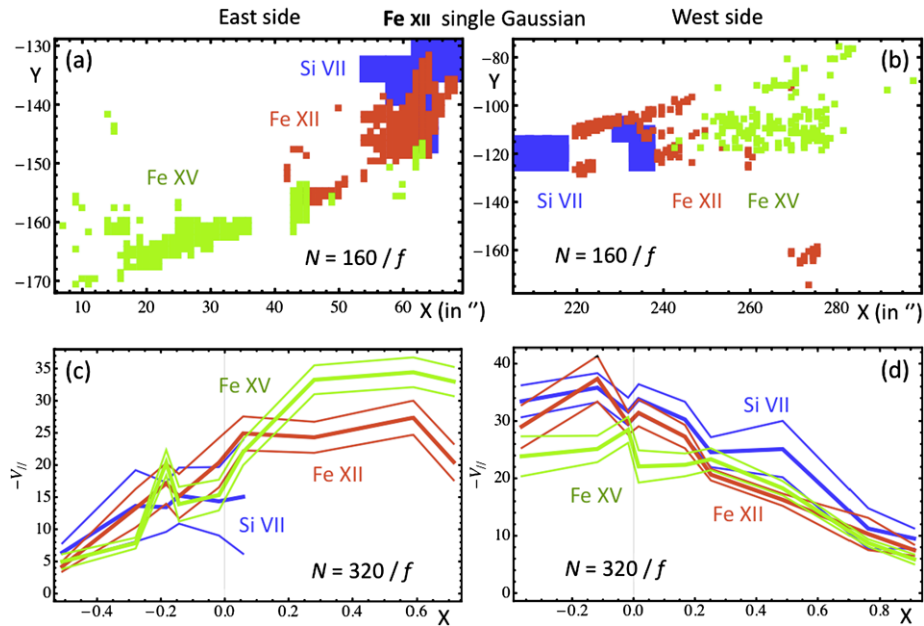 East side Fe XII single Gaussian West side
(a)
Y
−130
−140
−150
−160
−170
Si VII
Fe XII
Fe XV
N = 160 / f
10 20 30 40 50 60 X (in ″)
(b)
Y
−80
−100
−120
−160
Si VII
Fe XII
Fe XV
N = 160 / f
220 240 260 280 X (in ″)
(c)
−V//
35
30
25
20
15
10
5
0
Fe XV
Fe XII
Si VII
N = 320 / f
−0.4 −0.2 0.0 0.2 0.4 0.6 X
(d)
−V//
40
30
20
10
0
Si VII
Fe XV
Fe XII
N = 320 / f
−0.2 0.0 0.2 0.4 0.6 0.8 X